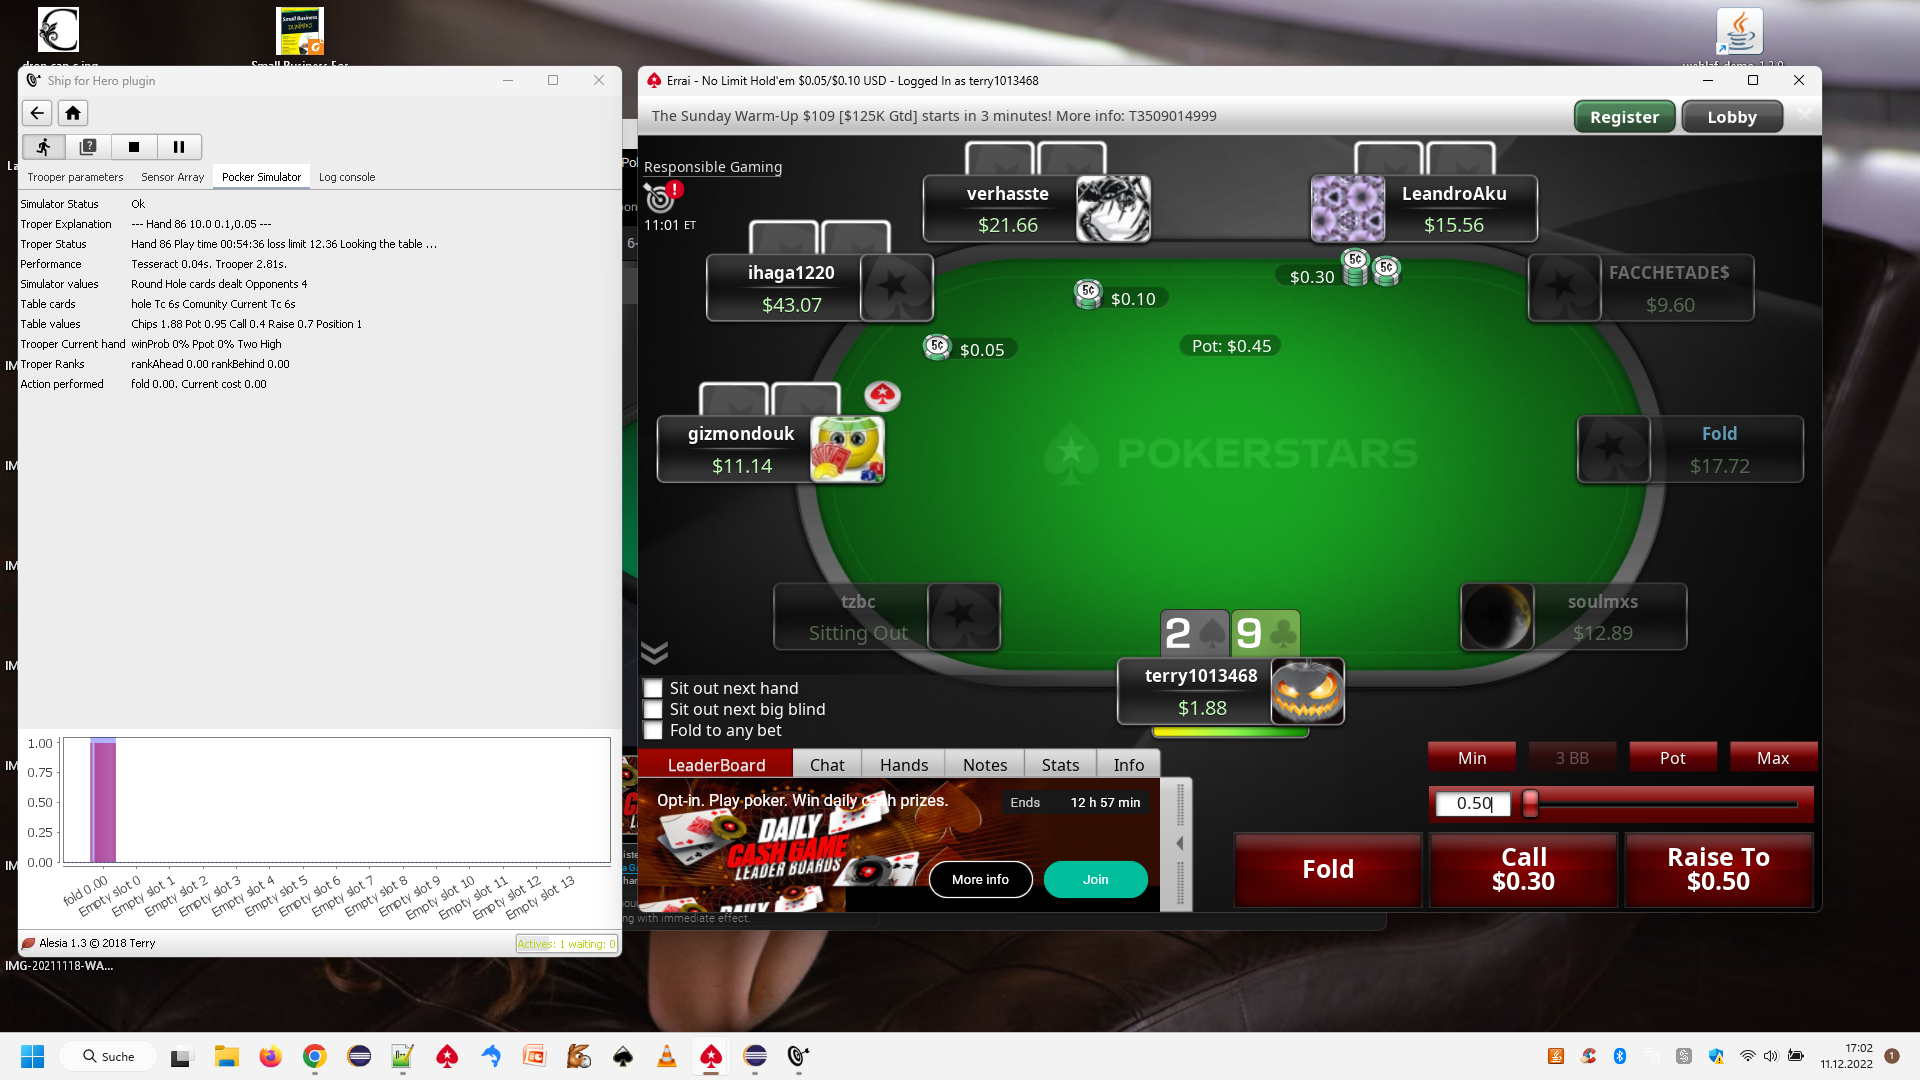 Ship for Hero plugin
Trooper parameters
Sensor Array
Pocker Simulator
Log console
Simulator Status Ok
Troper Explanation --- Hand 86 10.0 0.1,0.05 ---
Troper Status Hand 86 Play time 00:54:36 loss limit 12.36 Looking the table ...
Performance Tesseract 0.04s. Trooper 2.81s.
Simulator values Round Hole cards dealt Opponents 4
Table cards hole Tc 6s Comunity Current Tc 6s
Table values Chips 1.88 Pot 0.95 Call 0.4 Raise 0.7 Position 1
Trooper Current hand winProb 0% Ppot 0% Two High
Troper Ranks rankAhead 0.00 rankBehind 0.00
Action performed fold 0.00. Current cost 0.00
1.00
0.75
0.50
0.25
0.00
fold 0.00
Empty slot 0
Empty slot 1
Empty slot 2
Empty slot 3
Empty slot 4
Empty slot 5
Empty slot 6
Empty slot 7
Empty slot 8
Empty slot 9
Empty slot 10
Empty slot 11
Empty slot 12
Empty slot 13
Alesia 1.3 © 2018 Terry
Actives: 1 waiting: 0
IMG-20211118-WA...
Errai - No Limit Hold'em $0.05/$0.10 USD - Logged In as terry1013468
The Sunday Warm-Up $109 [$125K Gtd] starts in 3 minutes! More info: T3509014999
Register
Lobby
Responsible Gaming
11:01 ET
verhasste
$21.66
LeandroAku
$15.56
ihaga1220
$43.07
FACCHETADE$
$9.60
5¢
$0.10
$0.30
5¢
5¢
5¢
$0.05
Pot: $0.45
gizmondouk
$11.14
POKERSTARS
Fold
$17.72
tzbc
Sitting Out
2
9
soulmxs
$12.89
terry1013468
$1.88
Sit out next hand
Sit out next big blind
Fold to any bet
LeaderBoard
Chat
Hands
Notes
Stats
Info
Opt-in. Play poker. Win daily cash prizes.
Ends 12 h 57 min
DAILY
CASH GAME
LEADER BOARDS
More info
Join
Min
3 BB
Pot
Max
0.50
Fold
Call
$0.30
Raise To
$0.50
ng with immediate effect.
Suche
17:02
11.12.2022
1